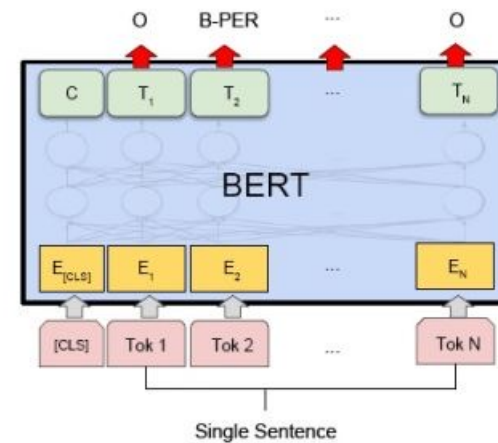 O B-PER ... O
C T1 T2 ... TN
BERT
E[CLS] E1 E2 ... EN
[CLS] Tok 1 Tok 2 ... Tok N
Single Sentence